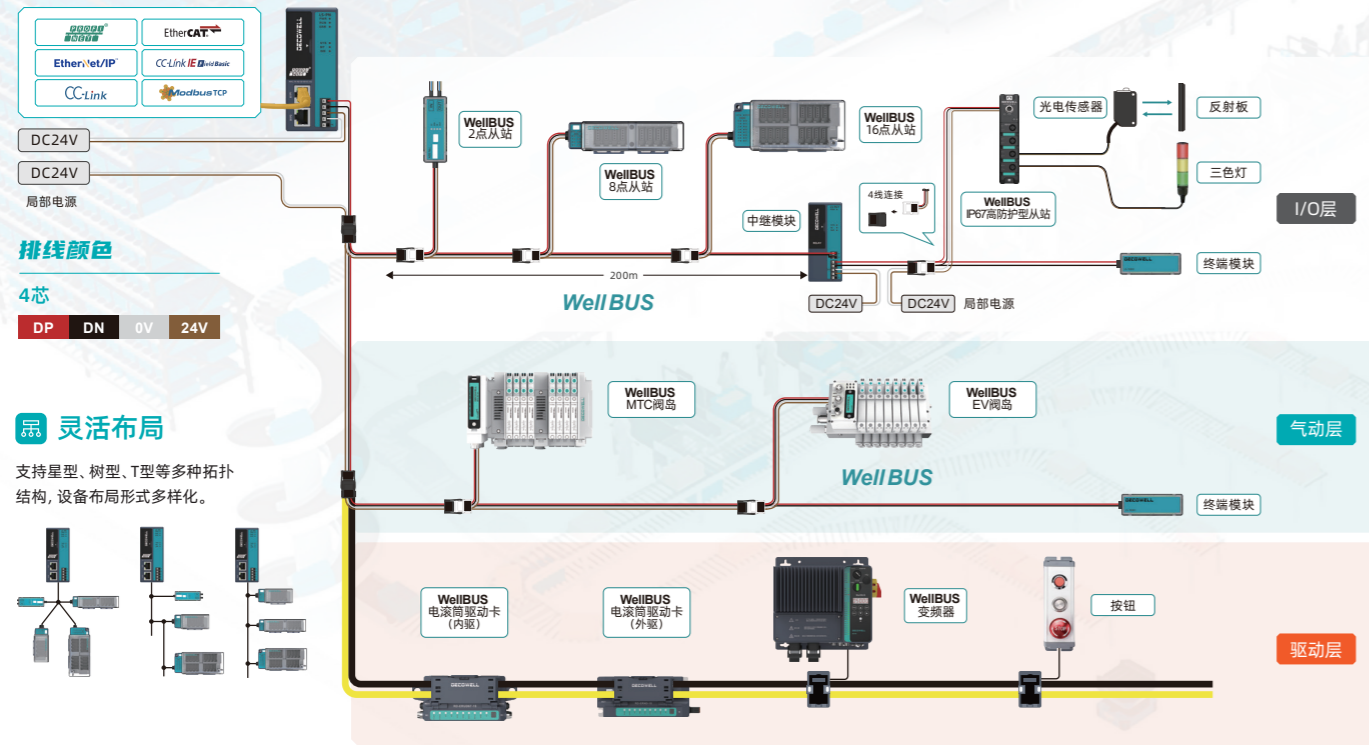 PROFI
NET
EtherCAT
EtherNet/IP
CC-Link IE Field Basic
CC-Link
Modbus TCP
DECOWELL
DC24V
DC24V
局部电源
排线颜色
4芯
DP DN 0V 24V
灵活布局
支持星型、树型、T型等多种拓扑
结构, 设备布局形式多样化。
WellBUS
2点从站
WellBUS
8点从站
WellBUS
16点从站
光电传感器
反射板
三色灯
WellBUS
IP67高防护型从站
4线连接
中继模块
DECOWELL
200m
DC24V
DC24V
局部电源
WellBUS
DECOWELL
终端模块
I/O层
WellBUS
MTC阀岛
WellBUS
EV阀岛
WellBUS
DECOWELL
终端模块
气动层
WellBUS
电滚筒驱动卡
(内驱)
WellBUS
电滚筒驱动卡
(外驱)
WellBUS
变频器
按钮
DECOWELL
DECOWELL
驱动层